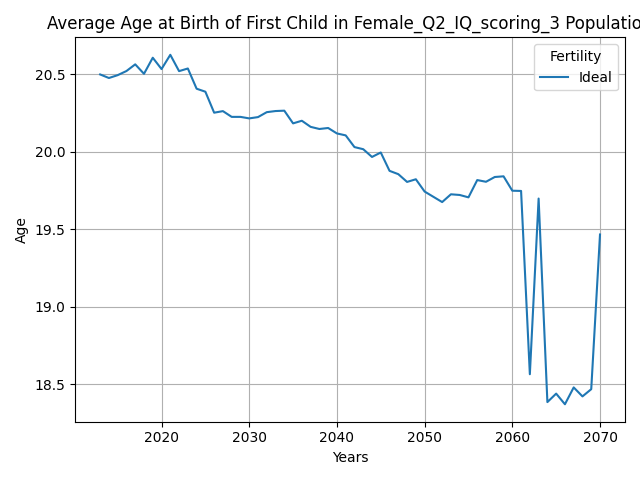 Average Age at Birth of First Child in Female_Q2_IQ_scoring_3 Populatio
Fertility
Ideal
20.5
20.0
19.5
19.0
18.5
Age
2020 2030 2040 2050 2060 2070
Years